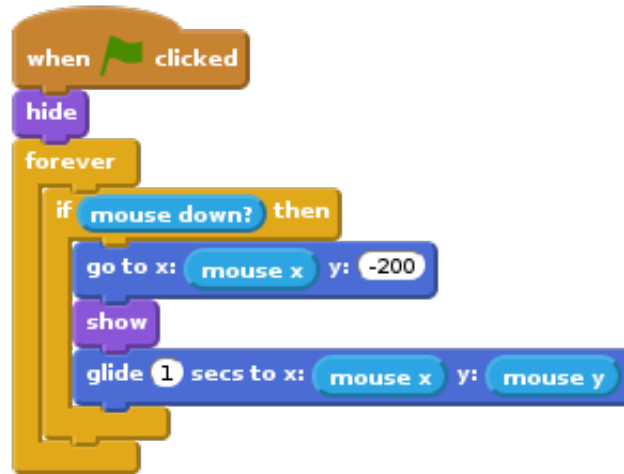 when clicked
hide
forever
if mouse down? then
go to x: mouse x y: -200
show
glide 1 secs to x: mouse x y: mouse y